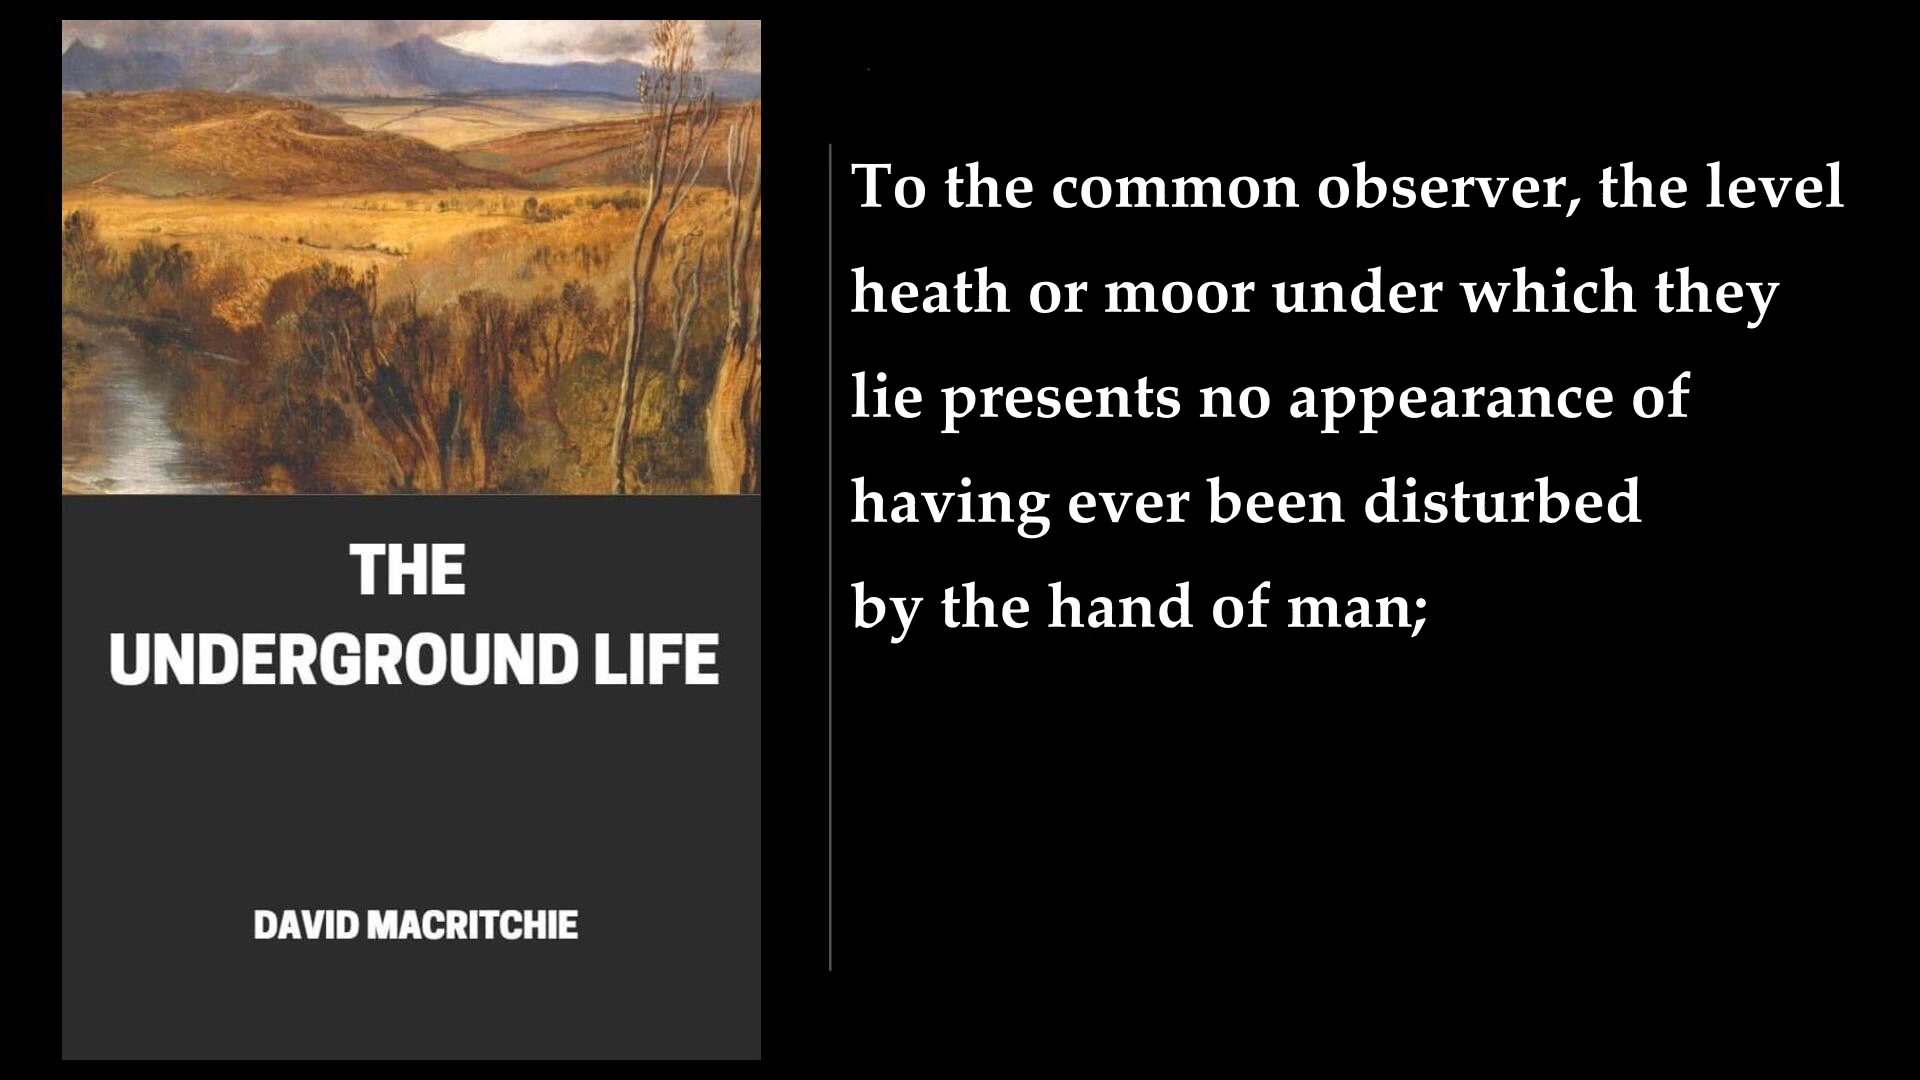 THE
UNDERGROUND LIFE
DAVID MACRITCHIE
To the common observer, the level
heath or moor under which they
lie presents no appearance of
having ever been disturbed
by the hand of man;